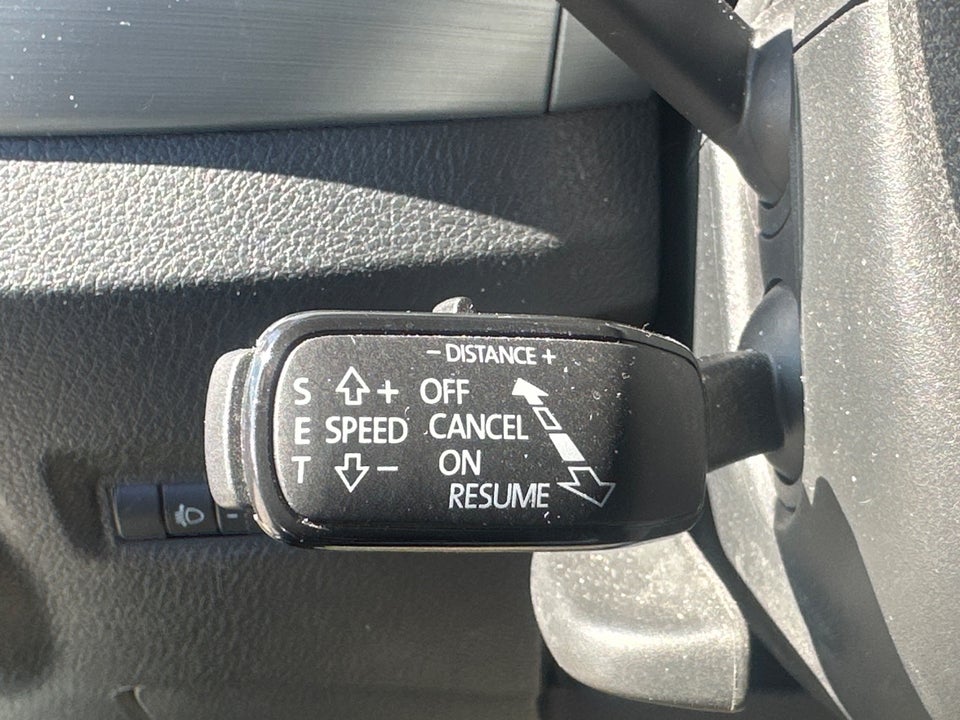 - DISTANCE +
S + OFF
E SPEED CANCEL
T - ON
RESUME